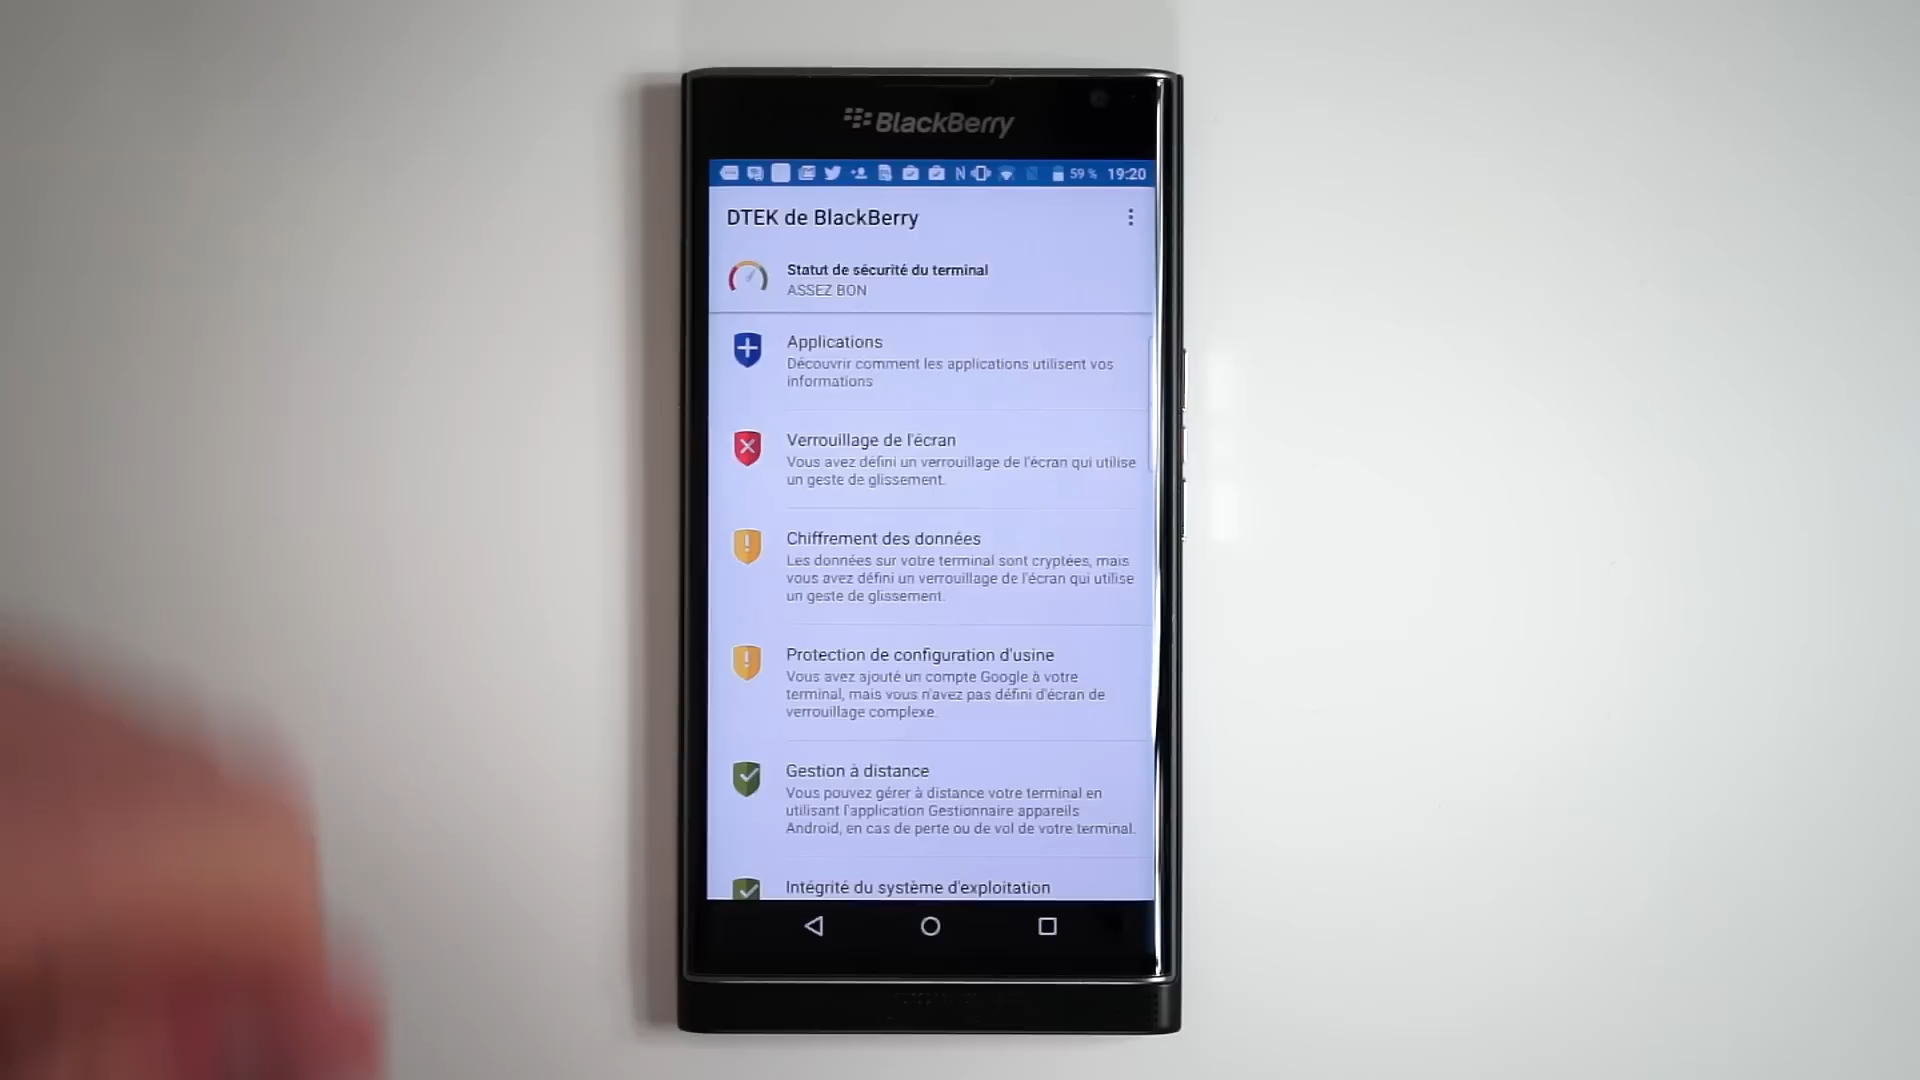 BlackBerry
59 % 19:20
DTEK de BlackBerry
Statut de sécurité du terminal
ASSEZ BON
Applications
Découvrir comment les applications utilisent vos
informations
Verrouillage de l'écran
Vous avez défini un verrouillage de l'écran qui utilise
un geste de glissement.
Chiffrement des données
Les données sur votre terminal sont cryptées, mais
vous avez défini un verrouillage de l'écran qui utilise
un geste de glissement.
Protection de configuration d'usine
Vous avez ajouté un compte Google à votre
terminal, mais vous n'avez pas défini d'écran de
verrouillage complexe.
Gestion à distance
Vous pouvez gérer à distance votre terminal en
utilisant l'application Gestionnaire appareils
Android, en cas de perte ou de vol de votre terminal.
Intégrité du système d'exploitation